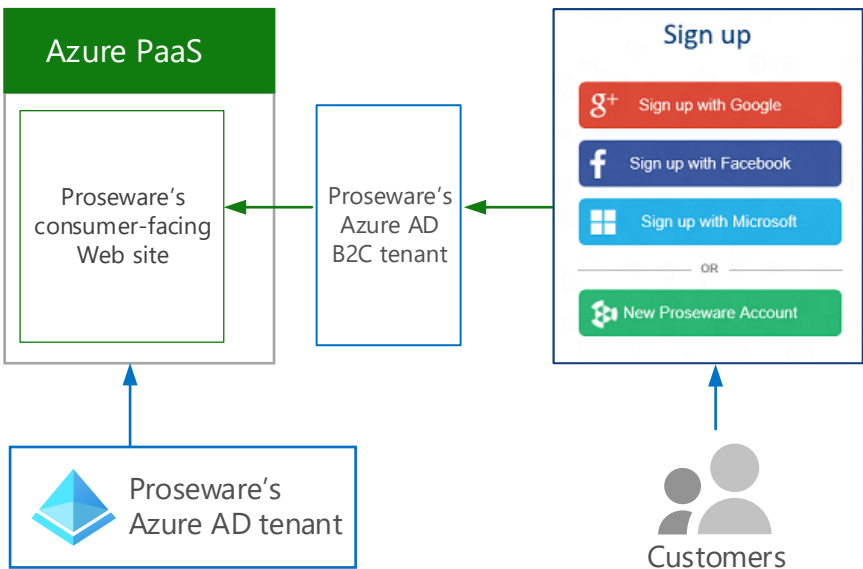 Azure PaaS
Proseware's
consumer-facing
Web site
Proseware's
Azure AD
B2C tenant
Sign up
g+ Sign up with Google
f Sign up with Facebook
Sign up with Microsoft
OR
New Proseware Account
Proseware's
Azure AD tenant
Customers